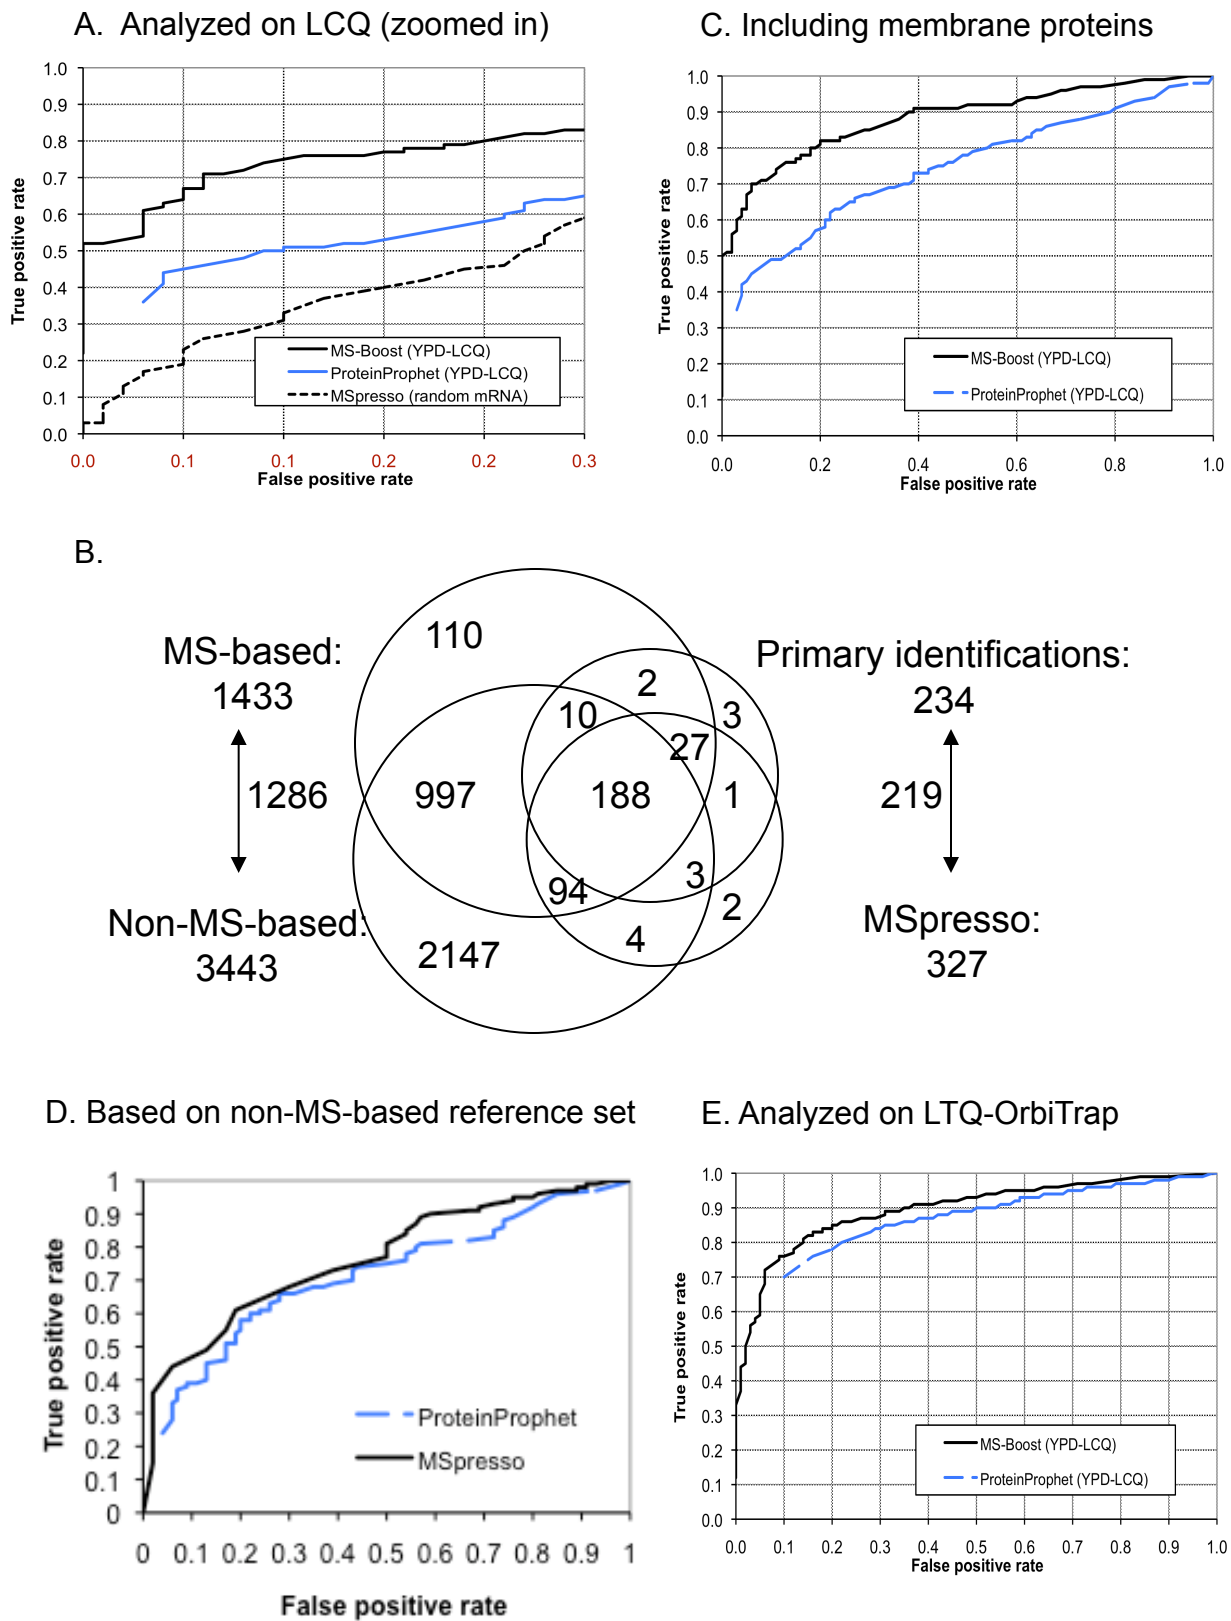 A. Analyzed on LCQ (zoomed in)
1.0
0.9
0.8
0.7
0.6
0.5
0.4
0.3
0.2
0.1
0.0
True positive rate
MS-Boost (YPD-LCQ)
ProteinProphet (YPD-LCQ)
MSpresso (random mRNA)
0.0 0.1 0.1 0.2 0.2 0.3
False positive rate
C. Including membrane proteins
1.0
0.9
0.8
0.7
0.6
0.5
0.4
0.3
0.2
0.1
0.0
True positive rate
MS-Boost (YPD-LCQ)
ProteinProphet (YPD-LCQ)
0.0 0.2 0.4 0.6 0.8 1.0
False positive rate
B.
MS-based:
1433
1286
Non-MS-based:
3443
110
2
10
3
27
997
188
1
94
3
2
4
2147
Primary identifications:
234
219
MSpresso:
327
D. Based on non-MS-based reference set
1
0.9
0.8
0.7
0.6
0.5
0.4
0.3
0.2
0.1
0
True positive rate
ProteinProphet
MSpresso
0 0.1 0.2 0.3 0.4 0.5 0.6 0.7 0.8 0.9 1
False positive rate
E. Analyzed on LTQ-OrbiTrap
1.0
0.9
0.8
0.7
0.6
0.5
0.4
0.3
0.2
0.1
0.0
True positive rate
MS-Boost (YPD-LCQ)
ProteinProphet (YPD-LCQ)
0.0 0.1 0.2 0.3 0.4 0.5 0.6 0.7 0.8 0.9 1.0
False positive rate